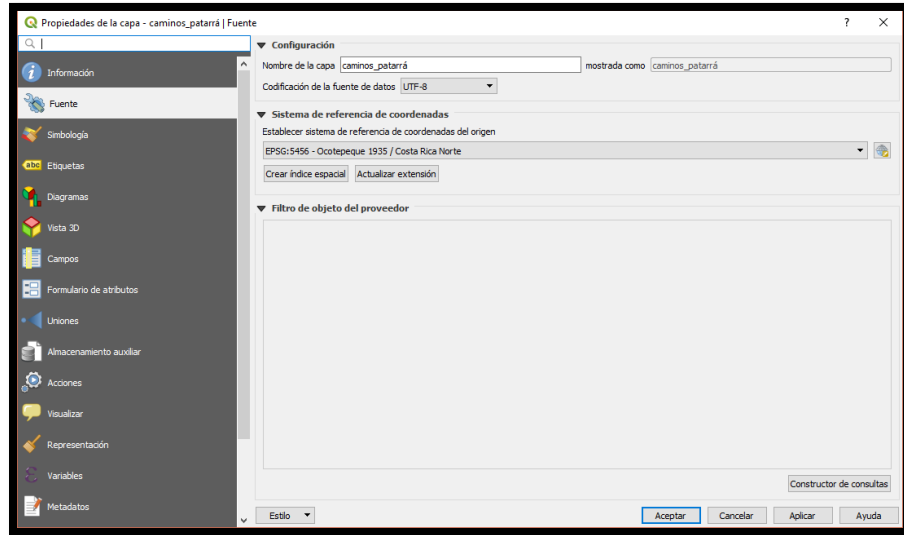 Propiedades de la capa - caminos_patarrá | Fuente
?
Información
Fuente
Simbología
abc Etiquetas
Diagramas
Vista 3D
Campos
Formulario de atributos
Uniones
Almacenamiento auxiliar
Acciones
Visualizar
Representación
Variables
Metadatos
Configuración
Nombre de la capa caminos_patarrá mostrada como caminos_patarrá
Codificación de la fuente de datos UTF-8
Sistema de referencia de coordenadas
Establecer sistema de referencia de coordenadas del origen
EPSG:5456 - Ocotepeque 1935 / Costa Rica Norte
Crear índice espacial Actualizar extensión
Filtro de objeto del proveedor
Constructor de consultas
Estilo Aceptar Cancelar Aplicar Ayuda